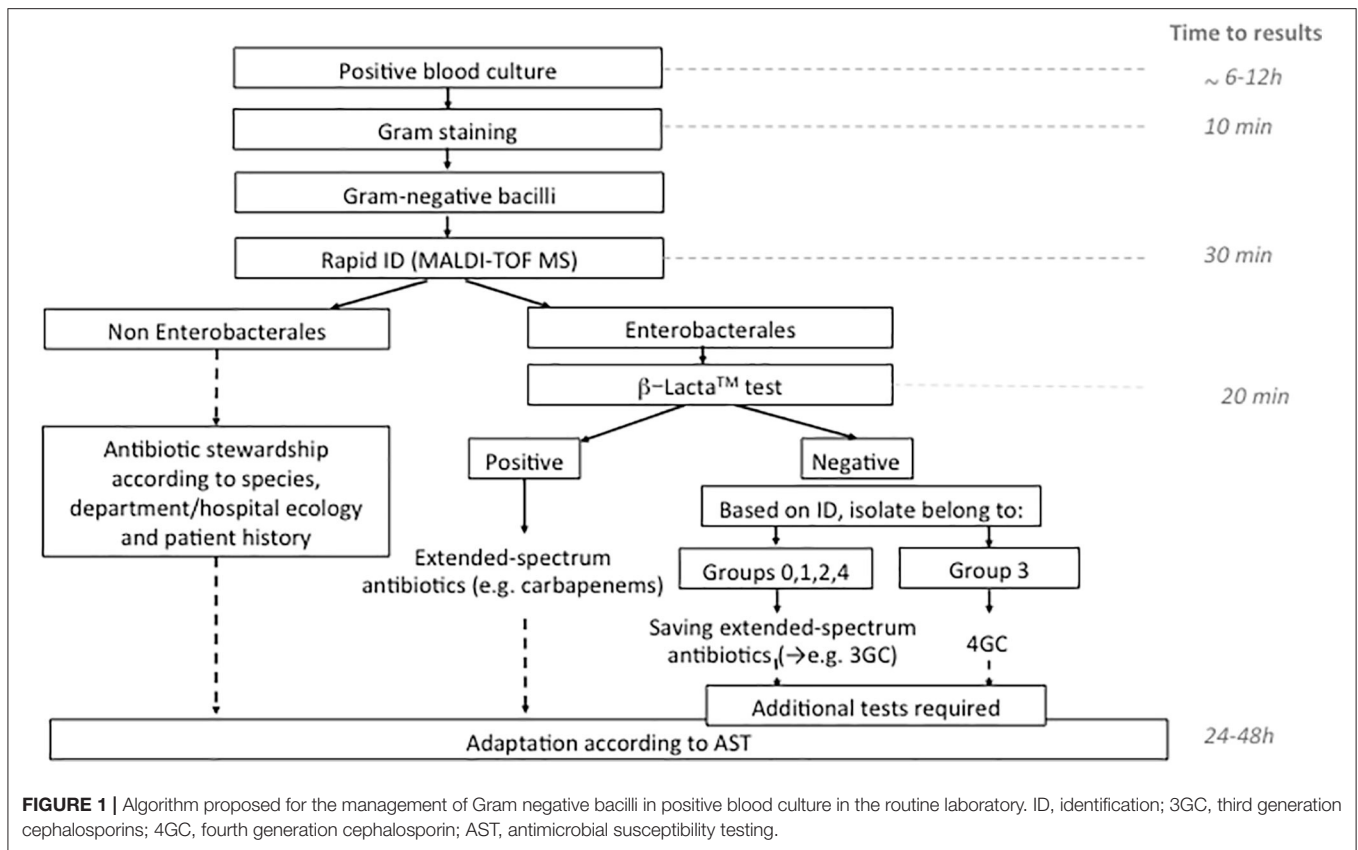 Time to results
Positive blood culture
~ 6-12h
Gram staining
10 min
Gram-negative bacilli
Rapid ID (MALDI-TOF MS)
30 min
Non Enterobacterales
Enterobacterales
β–Lacta™ test
20 min
Antibiotic stewardship
according to species,
department/hospital ecology
and patient history
Positive
Negative
Based on ID, isolate belong to:
Extended-spectrum
antibiotics (e.g. carbapenems)
Groups 0,1,2,4
Group 3
Saving extended-spectrum
antibiotics (→e.g. 3GC)
4GC
Additional tests required
Adaptation according to AST
24-48h
FIGURE 1 | Algorithm proposed for the management of Gram negative bacilli in positive blood culture in the routine laboratory. ID, identification; 3GC, third generation
cephalosporins; 4GC, fourth generation cephalosporin; AST, antimicrobial susceptibility testing.